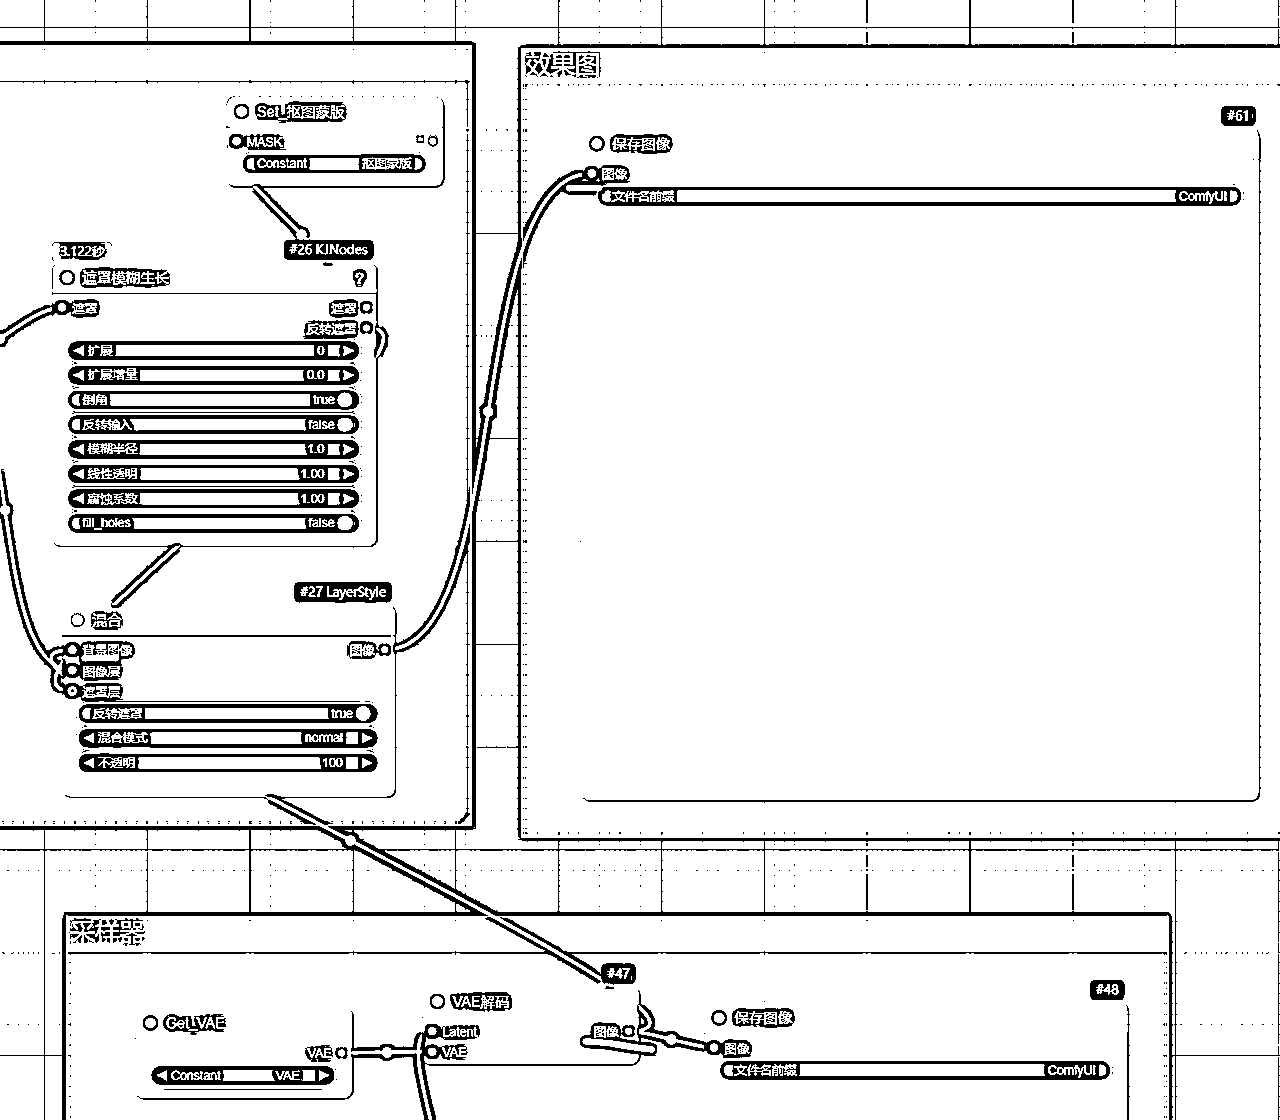 效果图
Set_抠图蒙版
MASK
Constant 抠图蒙版
#61
保存图像
图像
文件名前缀 ComfyUI
3.122秒
#26 KJNodes
遮罩模糊生长 ?
遮罩 遮罩
反转遮罩
扩展 0
扩展增量 0.0
倒角 true
反转输入 false
模糊半径 1.0
线性透明 1.00
腐蚀系数 1.00
fill_holes false
#27 LayerStyle
混合
背景图像 图像
图像层
遮罩层
反转遮罩 true
混合模式 normal
不透明 100
采样器
#47
#48
VAE解码
Get_VAE
保存图像
Latent 图像
VAE VAE
图像
Constant VAE
文件名前缀 ComfyUI